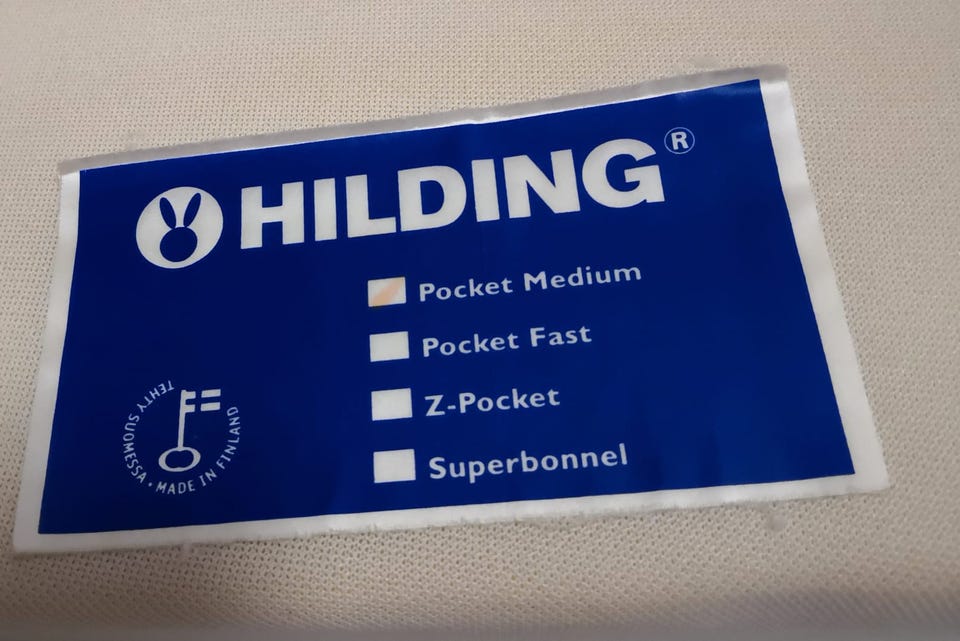 HILDING®
Pocket Medium
Pocket Fast
Z-Pocket
Superbonnel
TEHTY SUOMESSA · MADE IN FINLAND